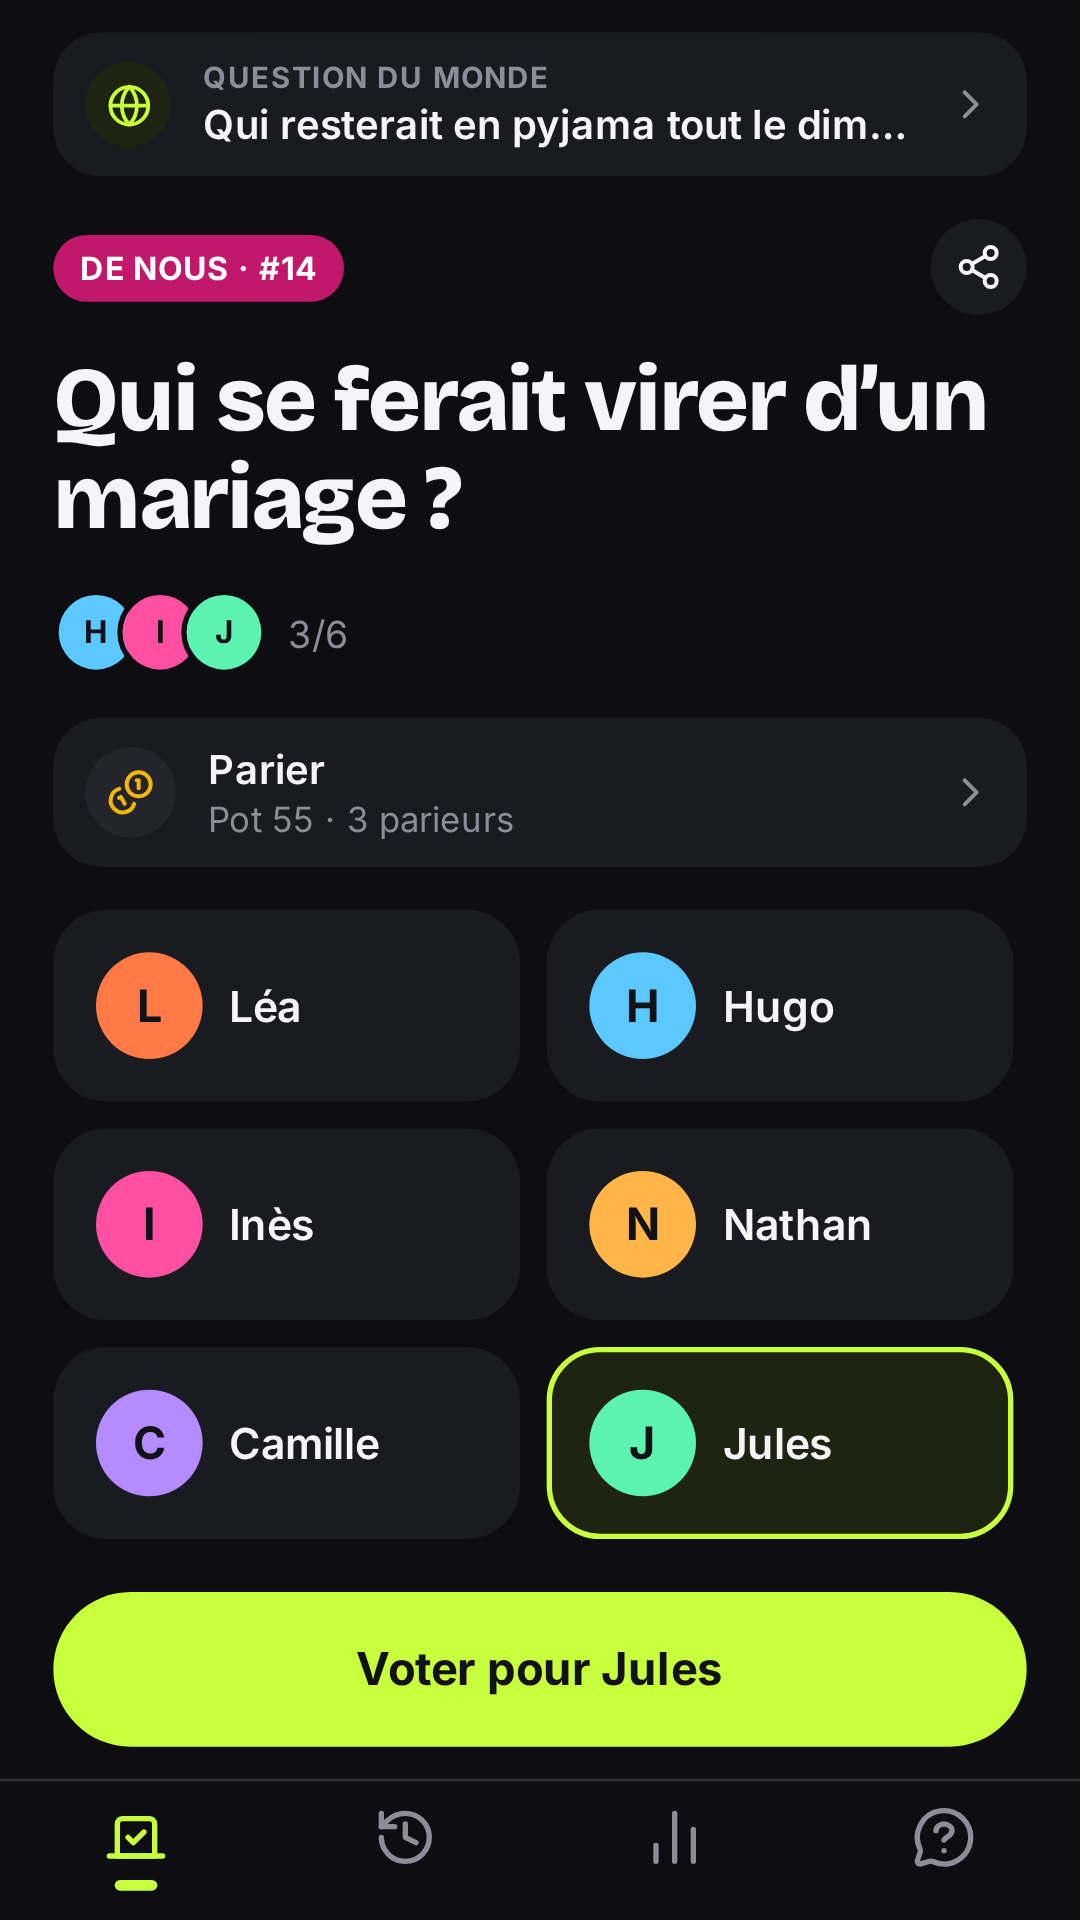 QUESTION DU MONDE
Qui resterait en pyjama tout le dim...
DE NOUS · #14
Qui se ferait virer d’un
mariage ?
H I J 3/6
Parier
Pot 55 · 3 parieurs
L Léa
H Hugo
I Inès
N Nathan
C Camille
J Jules
Voter pour Jules